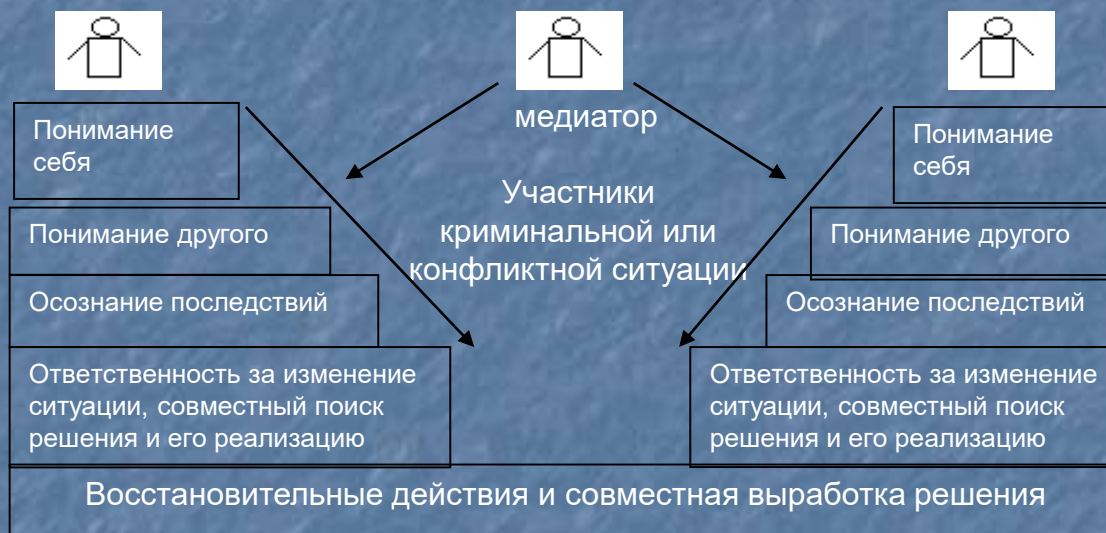 медиатор
Понимание
себя
Понимание другого
Осознание последствий
Ответственность за изменение
ситуации, совместный поиск
решения и его реализацию
Участники
криминальной или
конфликтной ситуации
Понимание
себя
Понимание другого
Осознание последствий
Ответственность за изменение
ситуации, совместный поиск
решения и его реализацию
Восстановительные действия и совместная выработка решения